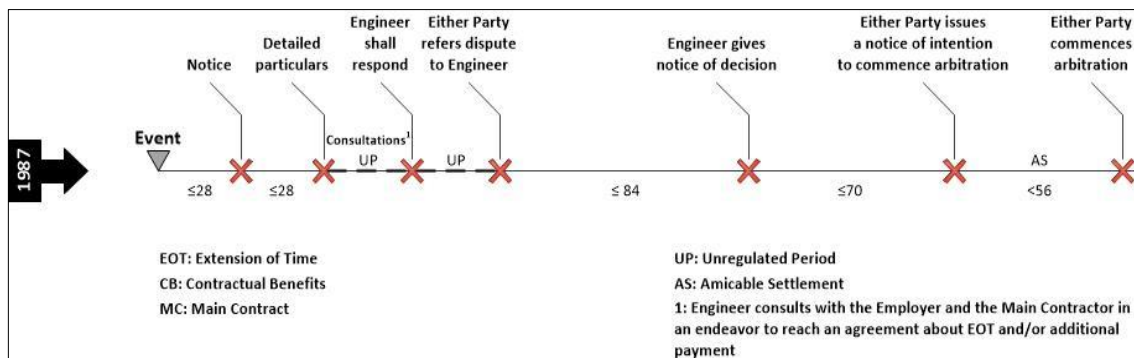 Notice
Detailed
particulars
Engineer
shall
respond
Either Party
refers dispute
to Engineer
Engineer gives
notice of decision
Either Party issues
a notice of intention
to commence arbitration
Either Party
commences
arbitration
1987
Event
Consultations¹
UP
UP
AS
≤28
≤28
≤ 84
≤70
<56
EOT: Extension of Time
CB: Contractual Benefits
MC: Main Contract
UP: Unregulated Period
AS: Amicable Settlement
1: Engineer consults with the Employer and the Main Contractor in
an endeavor to reach an agreement about EOT and/or additional
payment